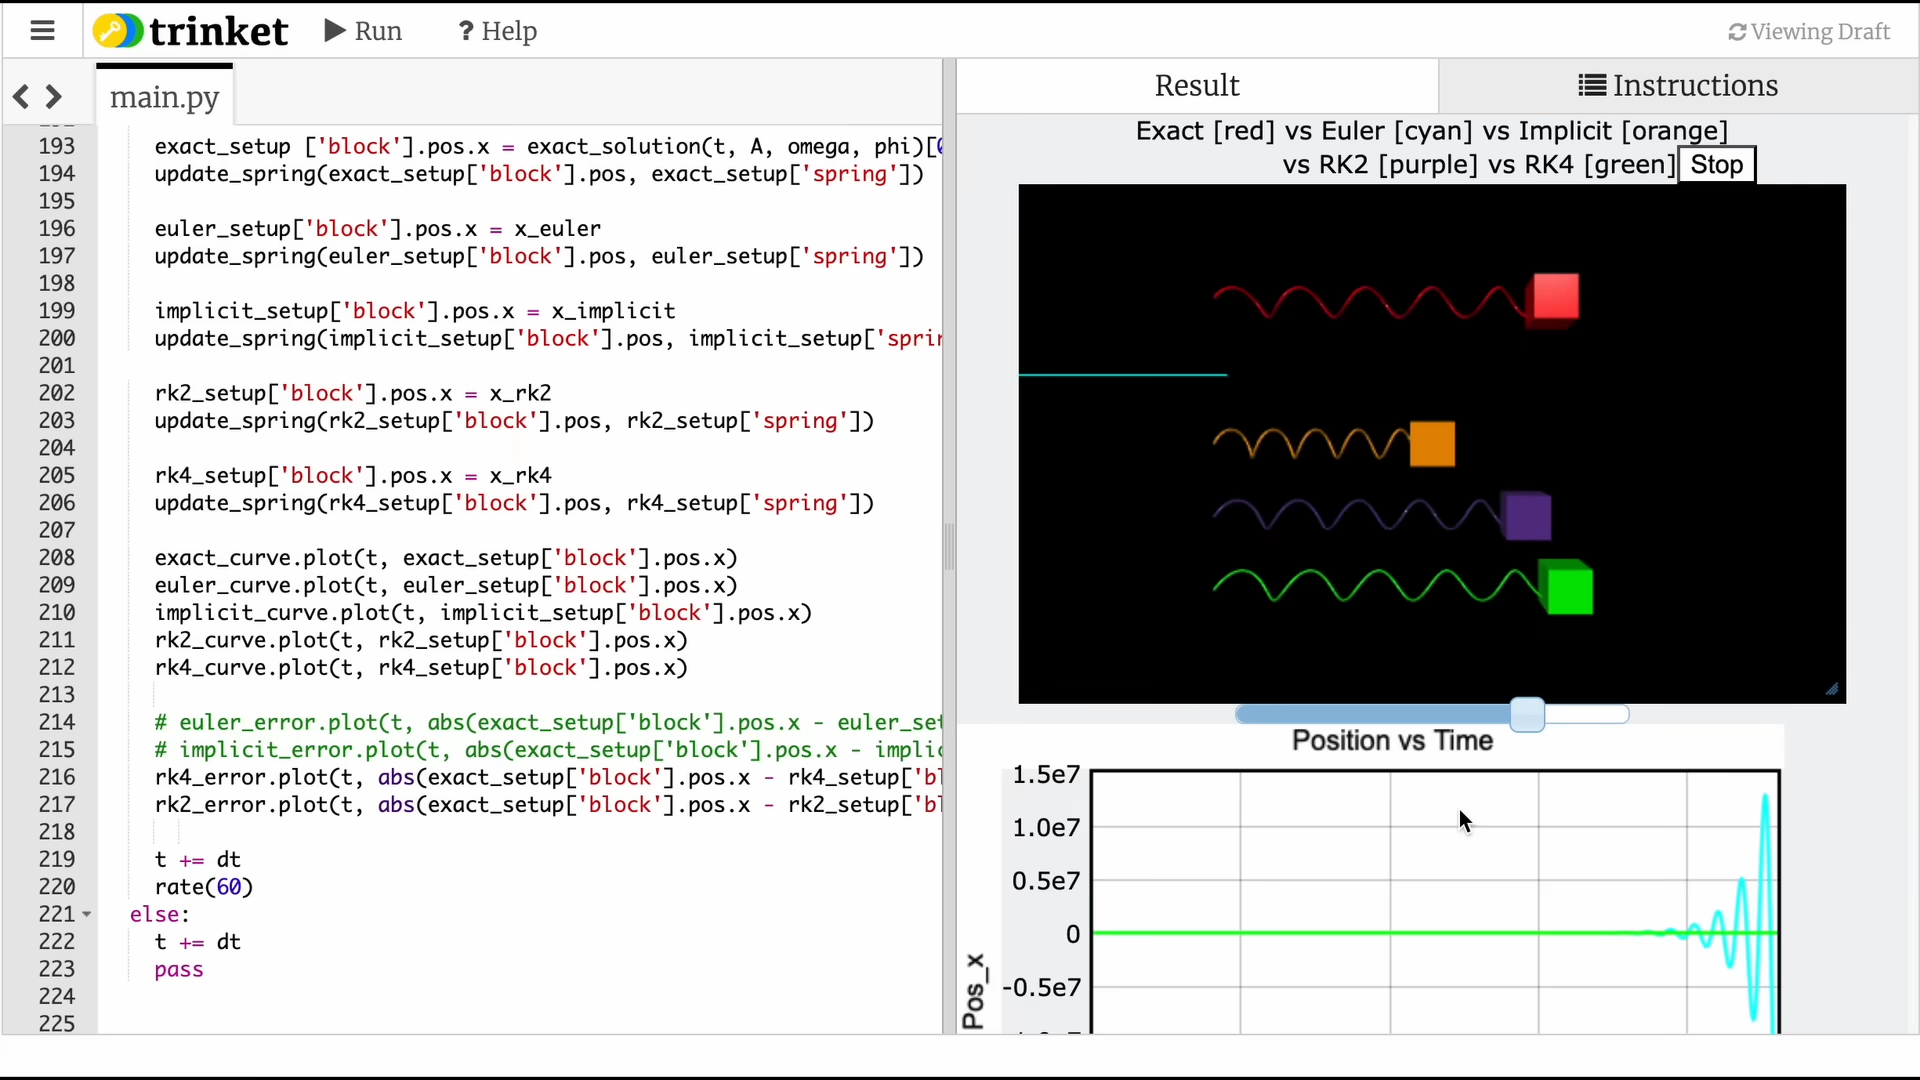 trinket
Run
? Help
Viewing Draft
main.py
Result
Instructions
193 exact_setup ['block'].pos.x = exact_solution(t, A, omega, phi)[
194 update_spring(exact_setup['block'].pos, exact_setup['spring'])
195
196 euler_setup['block'].pos.x = x_euler
197 update_spring(euler_setup['block'].pos, euler_setup['spring'])
198
199 implicit_setup['block'].pos.x = x_implicit
200 update_spring(implicit_setup['block'].pos, implicit_setup['sprin
201
202 rk2_setup['block'].pos.x = x_rk2
203 update_spring(rk2_setup['block'].pos, rk2_setup['spring'])
204
205 rk4_setup['block'].pos.x = x_rk4
206 update_spring(rk4_setup['block'].pos, rk4_setup['spring'])
207
208 exact_curve.plot(t, exact_setup['block'].pos.x)
209 euler_curve.plot(t, euler_setup['block'].pos.x)
210 implicit_curve.plot(t, implicit_setup['block'].pos.x)
211 rk2_curve.plot(t, rk2_setup['block'].pos.x)
212 rk4_curve.plot(t, rk4_setup['block'].pos.x)
213
214 # euler_error.plot(t, abs(exact_setup['block'].pos.x - euler_set
215 # implicit_error.plot(t, abs(exact_setup['block'].pos.x - implic
216 rk4_error.plot(t, abs(exact_setup['block'].pos.x - rk4_setup['bl
217 rk2_error.plot(t, abs(exact_setup['block'].pos.x - rk2_setup['bl
218
219 t += dt
220 rate(60)
221 else:
222 t += dt
223 pass
224
225
Exact [red] vs Euler [cyan] vs Implicit [orange]
vs RK2 [purple] vs RK4 [green] Stop
Position vs Time
1.5e7
1.0e7
0.5e7
0
-0.5e7
Pos_x